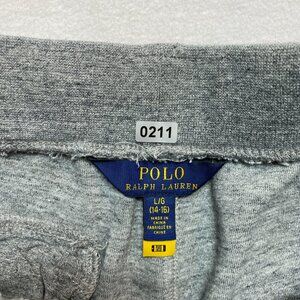 0211
POLO
RALPH LAUREN
L/G
(14-16)
MADE IN
CHINA
FABRIQUÉ EN
CHINE